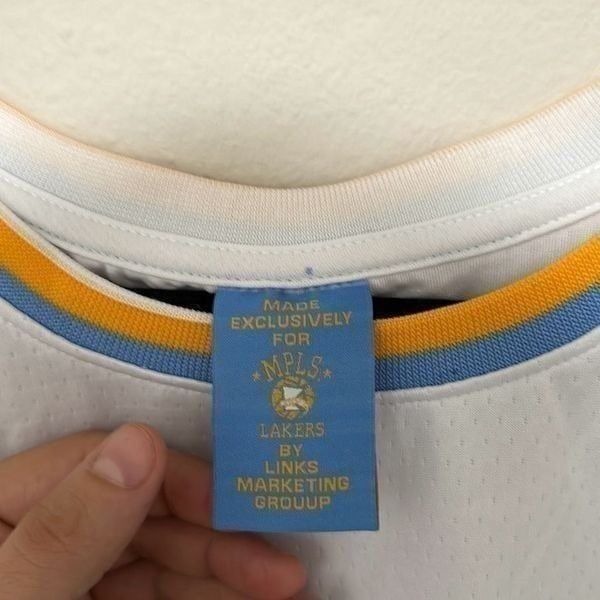 MADE
EXCLUSIVELY
FOR
MPLS.
LAKERS
BY
LINKS
MARKETING
GROUUP